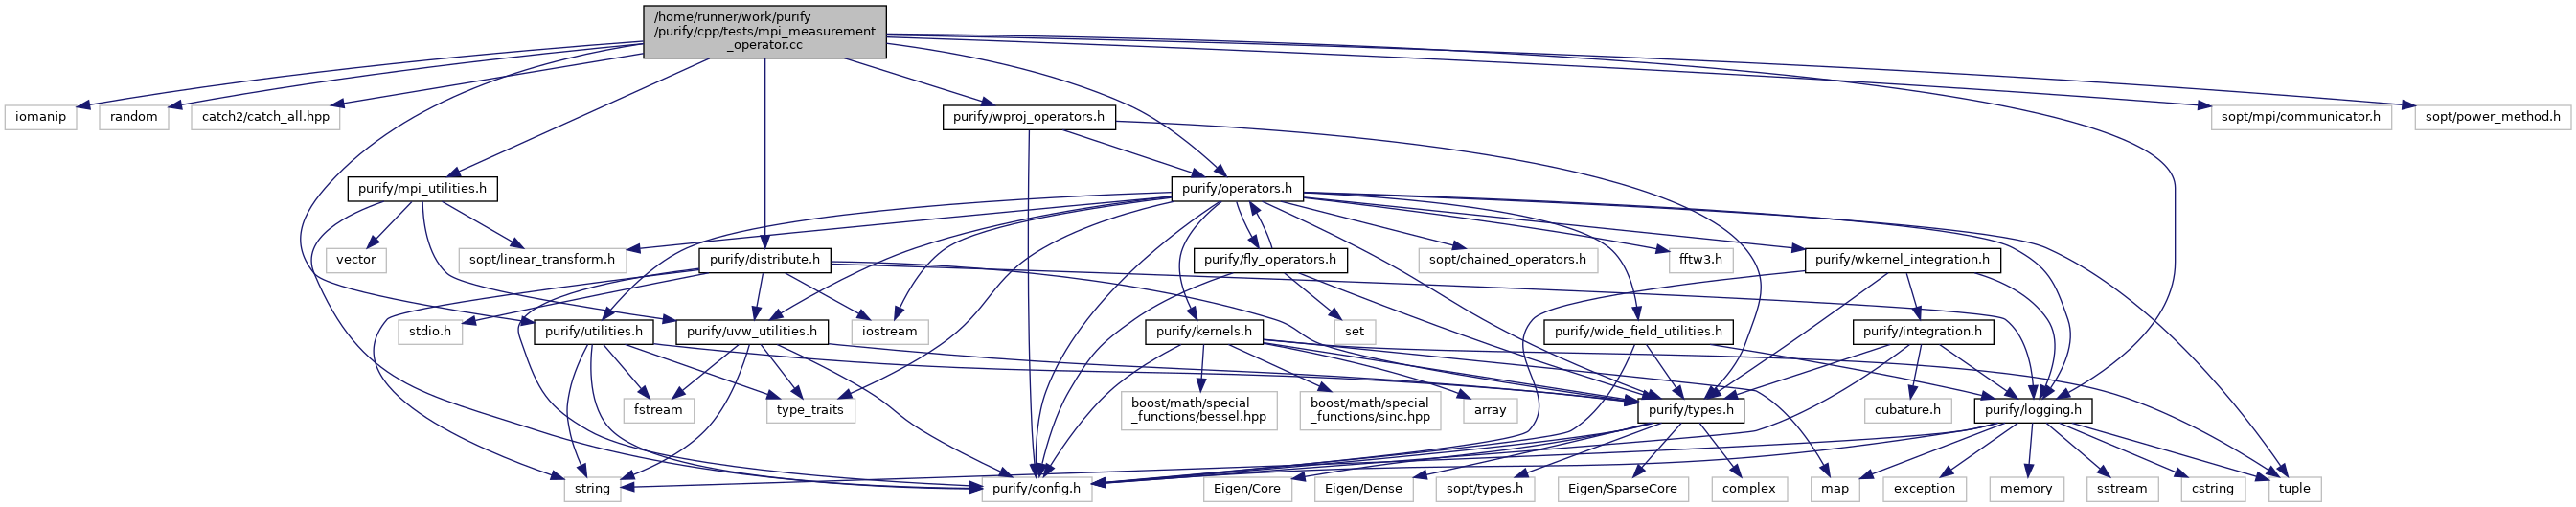 /home/runner/work/purify
/purify/cpp/tests/mpi_measurement
_operator.cc
iomanip
random
catch2/catch_all.hpp
purify/wproj_operators.h
sopt/mpi/communicator.h
sopt/power_method.h
purify/mpi_utilities.h
purify/operators.h
vector
sopt/linear_transform.h
purify/distribute.h
purify/fly_operators.h
sopt/chained_operators.h
fftw3.h
purify/wkernel_integration.h
stdio.h
purify/utilities.h
purify/uvw_utilities.h
iostream
purify/kernels.h
set
purify/wide_field_utilities.h
purify/integration.h
fstream
type_traits
boost/math/special
_functions/bessel.hpp
boost/math/special
_functions/sinc.hpp
array
purify/types.h
cubature.h
purify/logging.h
string
purify/config.h
Eigen/Core
Eigen/Dense
sopt/types.h
Eigen/SparseCore
complex
map
exception
memory
sstream
cstring
tuple